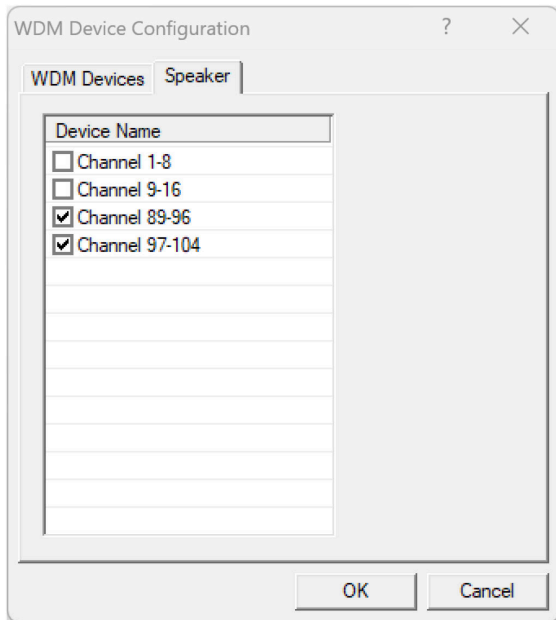 WDM Device Configuration ? ×
WDM Devices Speaker
Device Name
Channel 1-8
Channel 9-16
Channel 89-96
Channel 97-104
OK Cancel